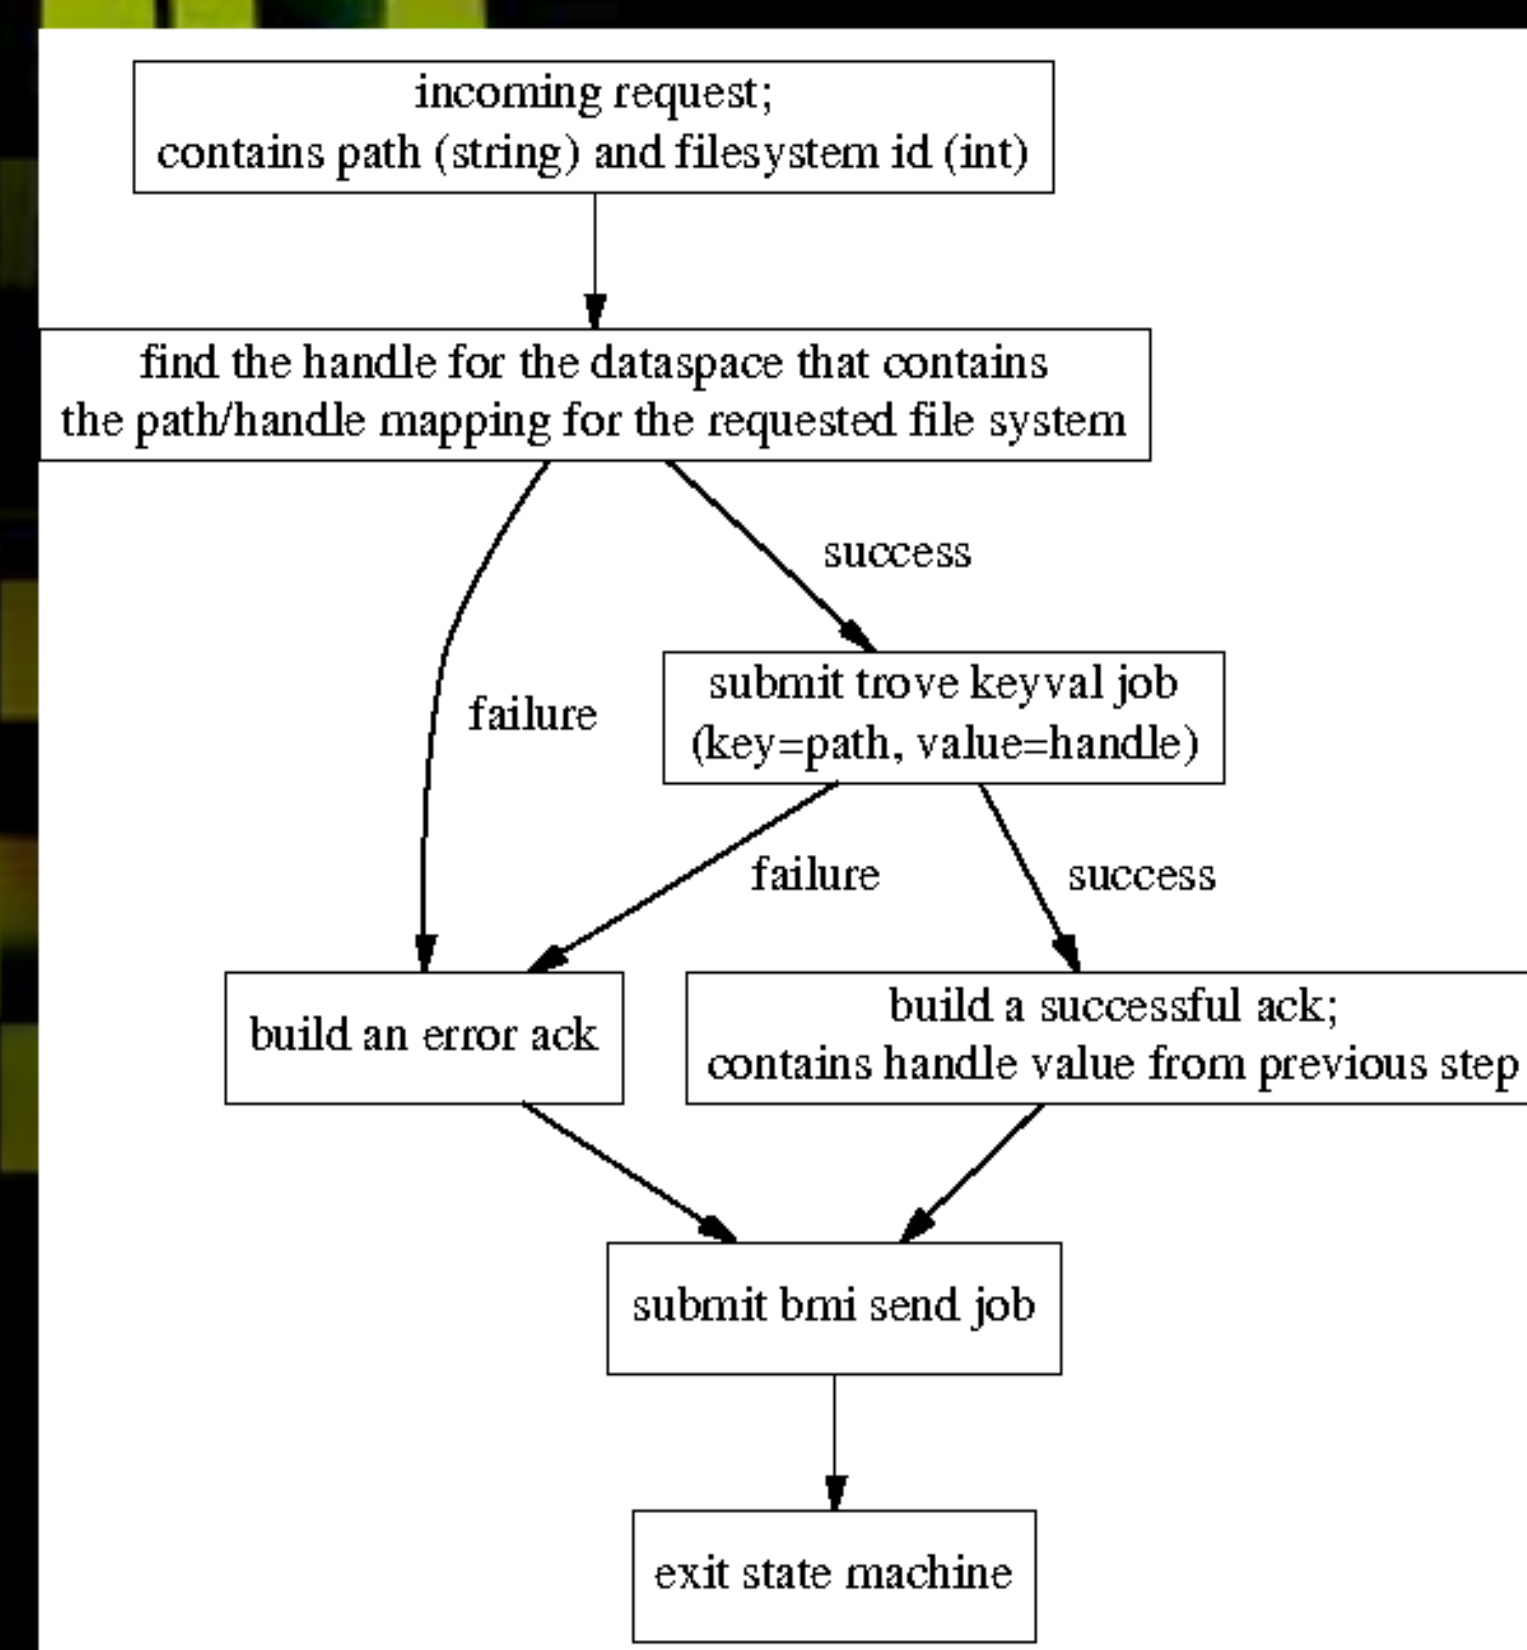 incoming request;
contains path (string) and filesystem id (int)
find the handle for the dataspace that contains
the path/handle mapping for the requested file system
success
failure
submit trove keyval job
(key=path, value=handle)
failure
success
build an error ack
build a successful ack;
contains handle value from previous step
submit bmi send job
exit state machine